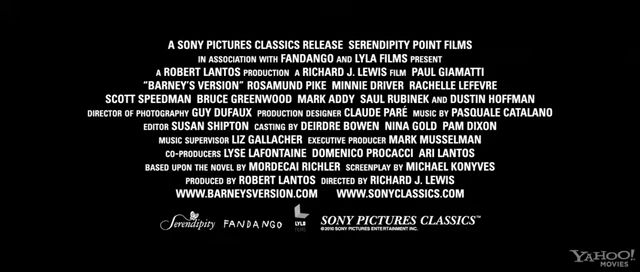 A SONY PICTURES CLASSICS RELEASE SERENDIPITY POINT FILMS
IN ASSOCIATION WITH FANDANGO AND LYLA FILMS PRESENT
A ROBERT LANTOS PRODUCTION A RICHARD J. LEWIS FILM PAUL GIAMATTI
"BARNEY'S VERSION" ROSAMUND PIKE MINNIE DRIVER RACHELLE LEFEVRE
SCOTT SPEEDMAN BRUCE GREENWOOD MARK ADDY SAUL RUBINEK AND DUSTIN HOFFMAN
DIRECTOR OF PHOTOGRAPHY GUY DUFAUX PRODUCTION DESIGNER CLAUDE PARÉ MUSIC BY PASQUALE CATALANO
EDITOR SUSAN SHIPTON CASTING BY DEIRDRE BOWEN NINA GOLD PAM DIXON
MUSIC SUPERVISOR LIZ GALLACHER EXECUTIVE PRODUCER MARK MUSSELMAN
CO-PRODUCERS LYSE LAFONTAINE DOMENICO PROCACCI ARI LANTOS
BASED UPON THE NOVEL BY MORDECAI RICHLER SCREENPLAY BY MICHAEL KONYVES
PRODUCED BY ROBERT LANTOS DIRECTED BY RICHARD J. LEWIS
WWW.BARNEYSVERSION.COM WWW.SONYCLASSICS.COM
Serendipity FANDANGO LYLA FILMS SONY PICTURES CLASSICS™
©2010 SONY PICTURES ENTERTAINMENT INC.
YAHOO!
MOVIES